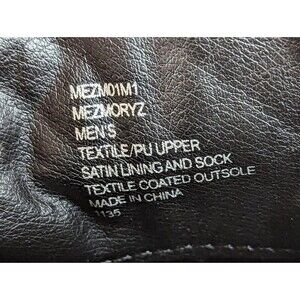 MEZM01M1
MEZMORYZ
MEN'S
TEXTILE/PU UPPER
SATIN LINING AND SOCK
TEXTILE COATED OUTSOLE
MADE IN CHINA
1135